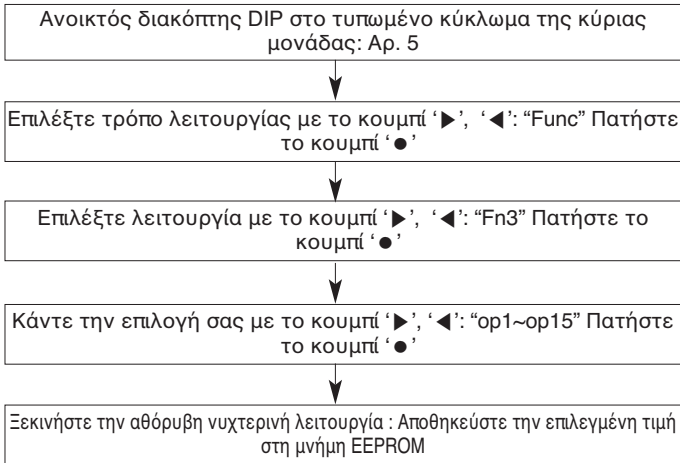 Ανοικτός διακόπτης DIP στο τυπωμένο κύκλωμα της κύριας
μονάδας: Αρ. 5
Επιλέξτε τρόπο λειτουργίας με το κουμπί ‘▶’, ‘◀’: “Func” Πατήστε
το κουμπί ‘●’
Επιλέξτε λειτουργία με το κουμπί ‘▶’, ‘◀’: “Fn3” Πατήστε το
κουμπί ‘●’
Κάντε την επιλογή σας με το κουμπί ‘▶’, ‘◀’: “op1~op15” Πατήστε
το κουμπί ‘●’
Ξεκινήστε την αθόρυβη νυχτερινή λειτουργία : Αποθηκεύστε την επιλεγμένη τιμή
στη μνήμη EEPROM